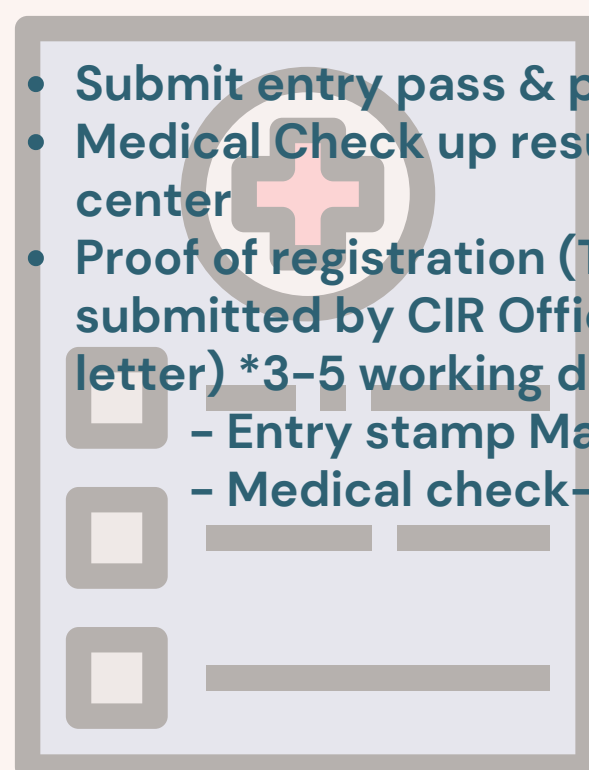 • Submit entry pass & p
• Medical Check up resu
center
• Proof of registration (T
submitted by CIR Offi
letter) *3-5 working d
- Entry stamp Ma
- Medical check-